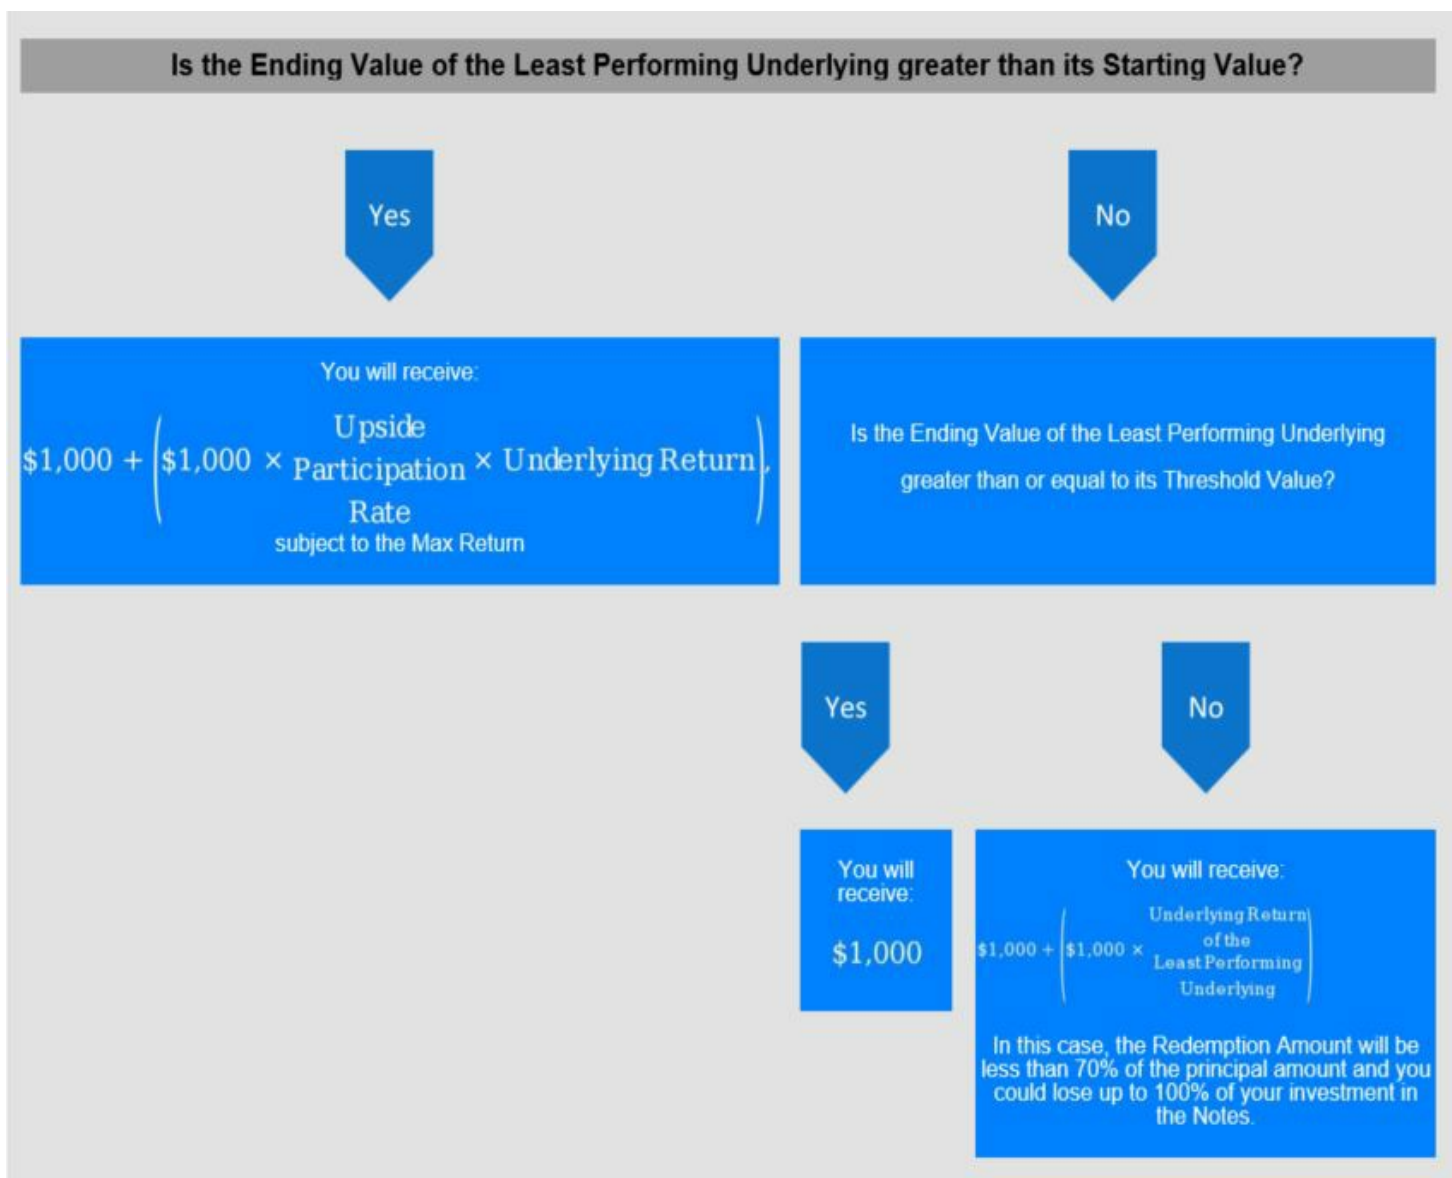 Is the Ending Value of the Least Performing Underlying greater than its Starting Value?
Yes
No
You will receive:
$1,000 + ($1,000 × Upside Participation Rate × Underlying Return),
subject to the Max Return
Is the Ending Value of the Least Performing Underlying
greater than or equal to its Threshold Value?
Yes
No
You will
receive:
$1,000
You will receive:
$1,000 + ($1,000 × Underlying Return of the Least Performing Underlying)
In this case, the Redemption Amount will be
less than 70% of the principal amount and you
could lose up to 100% of your investment in
the Notes.